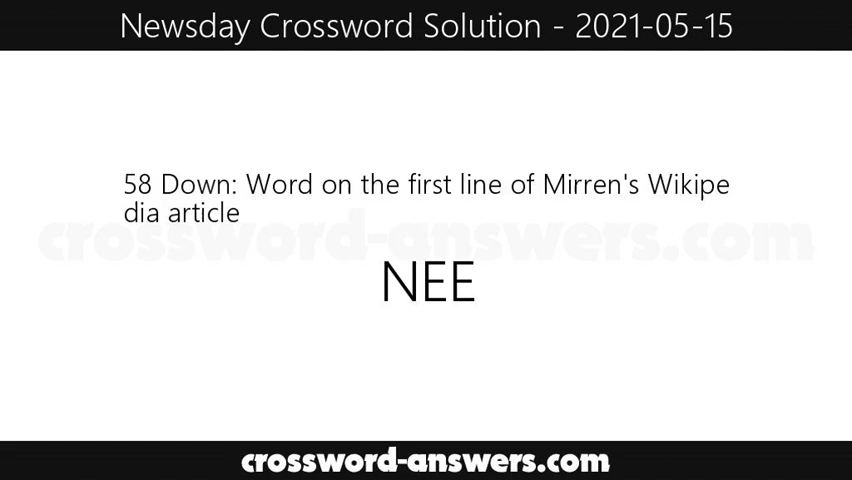 Newsday Crossword Solution - 2021-05-15
58 Down: Word on the first line of Mirren's Wikipe
dia article
crossword-answers.com
NEE
crossword-answers.com